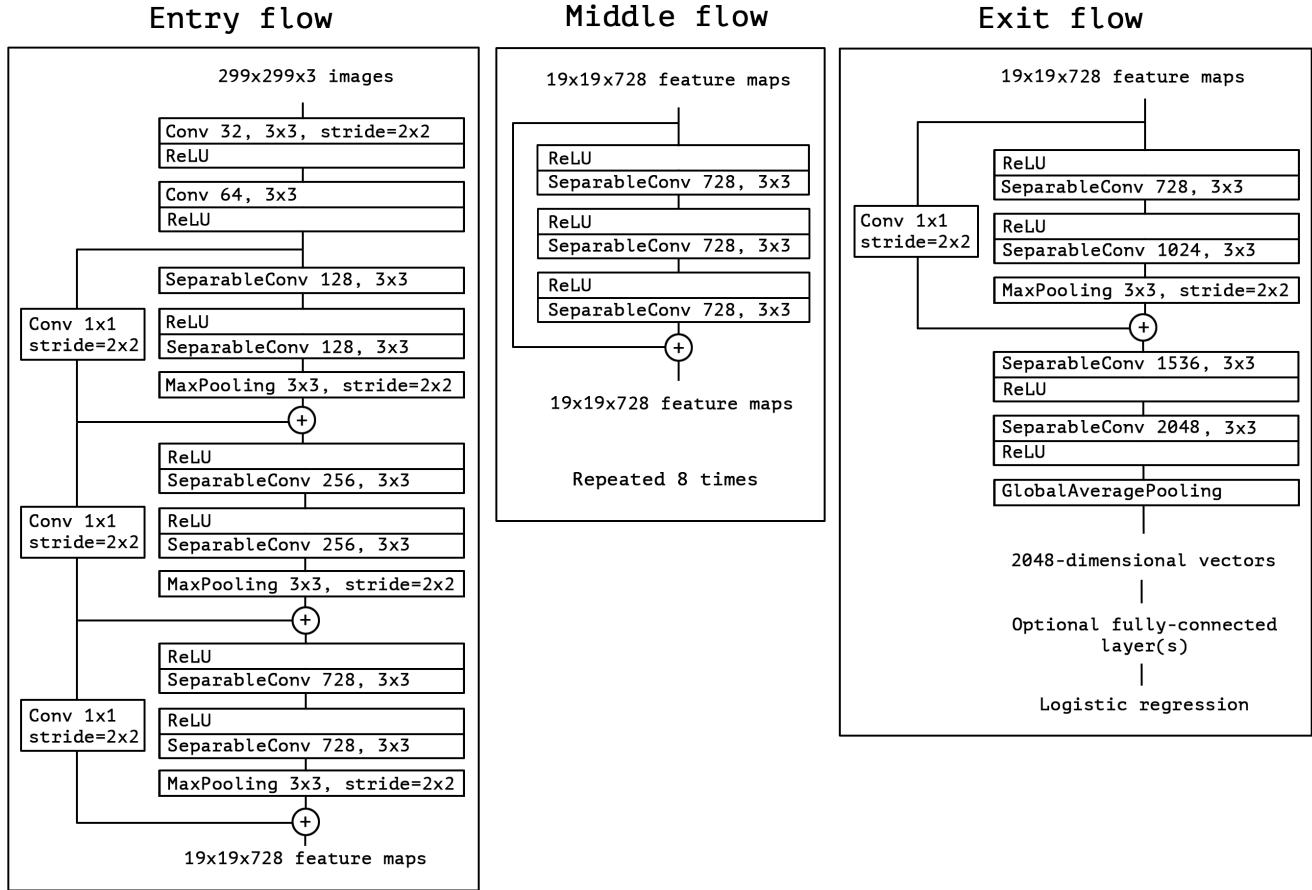 Entry flow
299x299x3 images
Conv 32, 3x3, stride=2x2
ReLU
Conv 64, 3x3
ReLU
SeparableConv 128, 3x3
Conv 1x1
stride=2x2
ReLU
SeparableConv 128, 3x3
MaxPooling 3x3, stride=2x2
+
ReLU
SeparableConv 256, 3x3
Conv 1x1
stride=2x2
ReLU
SeparableConv 256, 3x3
MaxPooling 3x3, stride=2x2
+
ReLU
SeparableConv 728, 3x3
Conv 1x1
stride=2x2
ReLU
SeparableConv 728, 3x3
MaxPooling 3x3, stride=2x2
+
19x19x728 feature maps
Middle flow
19x19x728 feature maps
ReLU
SeparableConv 728, 3x3
ReLU
SeparableConv 728, 3x3
ReLU
SeparableConv 728, 3x3
+
19x19x728 feature maps
Repeated 8 times
Exit flow
19x19x728 feature maps
ReLU
SeparableConv 728, 3x3
Conv 1x1
stride=2x2
ReLU
SeparableConv 1024, 3x3
MaxPooling 3x3, stride=2x2
+
SeparableConv 1536, 3x3
ReLU
SeparableConv 2048, 3x3
ReLU
GlobalAveragePooling
2048-dimensional vectors
Optional fully-connected
layer(s)
Logistic regression